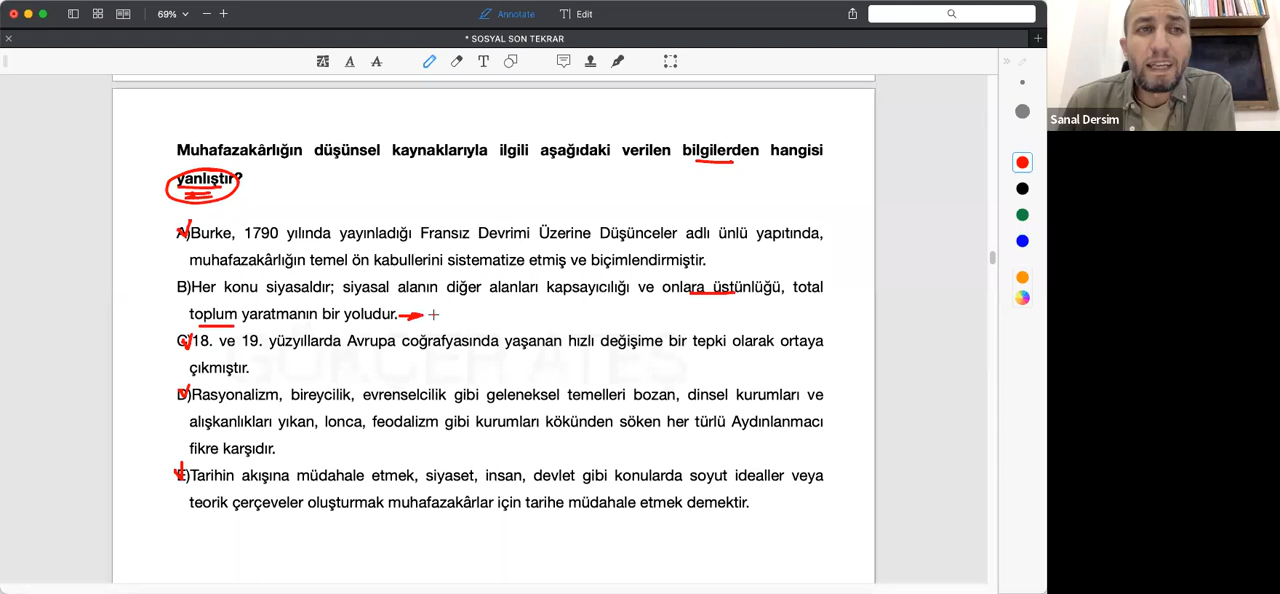 69%
Annotate
Edit
* SOSYAL SON TEKRAR
Sanal Dersim
Muhafazakârlığın düşünsel kaynaklarıyla ilgili aşağıdaki verilen bilgilerden hangisi
yanlıştır?
A)Burke, 1790 yılında yayınladığı Fransız Devrimi Üzerine Düşünceler adlı ünlü yapıtında,
muhafazakârlığın temel ön kabullerini sistematize etmiş ve biçimlendirmiştir.
B)Her konu siyasaldır; siyasal alanın diğer alanları kapsayıcılığı ve onlara üstünlüğü, total
toplum yaratmanın bir yoludur.
C)18. ve 19. yüzyıllarda Avrupa coğrafyasında yaşanan hızlı değişime bir tepki olarak ortaya
çıkmıştır.
D)Rasyonalizm, bireycilik, evrenselcilik gibi geleneksel temelleri bozan, dinsel kurumları ve
alışkanlıkları yıkan, lonca, feodalizm gibi kurumları kökünden söken her türlü Aydınlanmacı
fikre karşıdır.
E)Tarihin akışına müdahale etmek, siyaset, insan, devlet gibi konularda soyut idealler veya
teorik çerçeveler oluşturmak muhafazakârlar için tarihe müdahale etmek demektir.
GÖKÇER ATEŞ